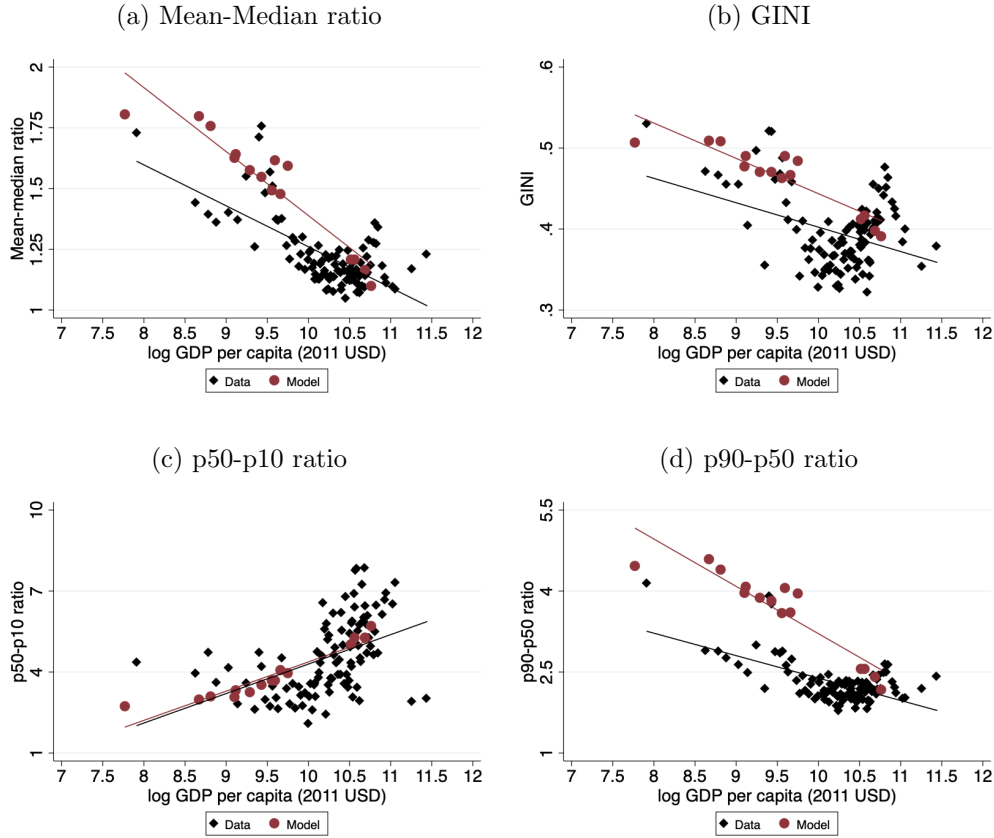 (a) Mean-Median ratio
Mean-median ratio
2
1.75
1.5
1.25
1
7 7.5 8 8.5 9 9.5 10 10.5 11 11.5 12
log GDP per capita (2011 USD)
Data Model
(b) GINI
GINI
.6
.5
.4
.3
7 7.5 8 8.5 9 9.5 10 10.5 11 11.5 12
log GDP per capita (2011 USD)
Data Model
(c) p50-p10 ratio
p50-p10 ratio
10
7
4
1
7 7.5 8 8.5 9 9.5 10 10.5 11 11.5 12
log GDP per capita (2011 USD)
Data Model
(d) p90-p50 ratio
p90-p50 ratio
5.5
4
2.5
1
7 7.5 8 8.5 9 9.5 10 10.5 11 11.5 12
log GDP per capita (2011 USD)
Data Model